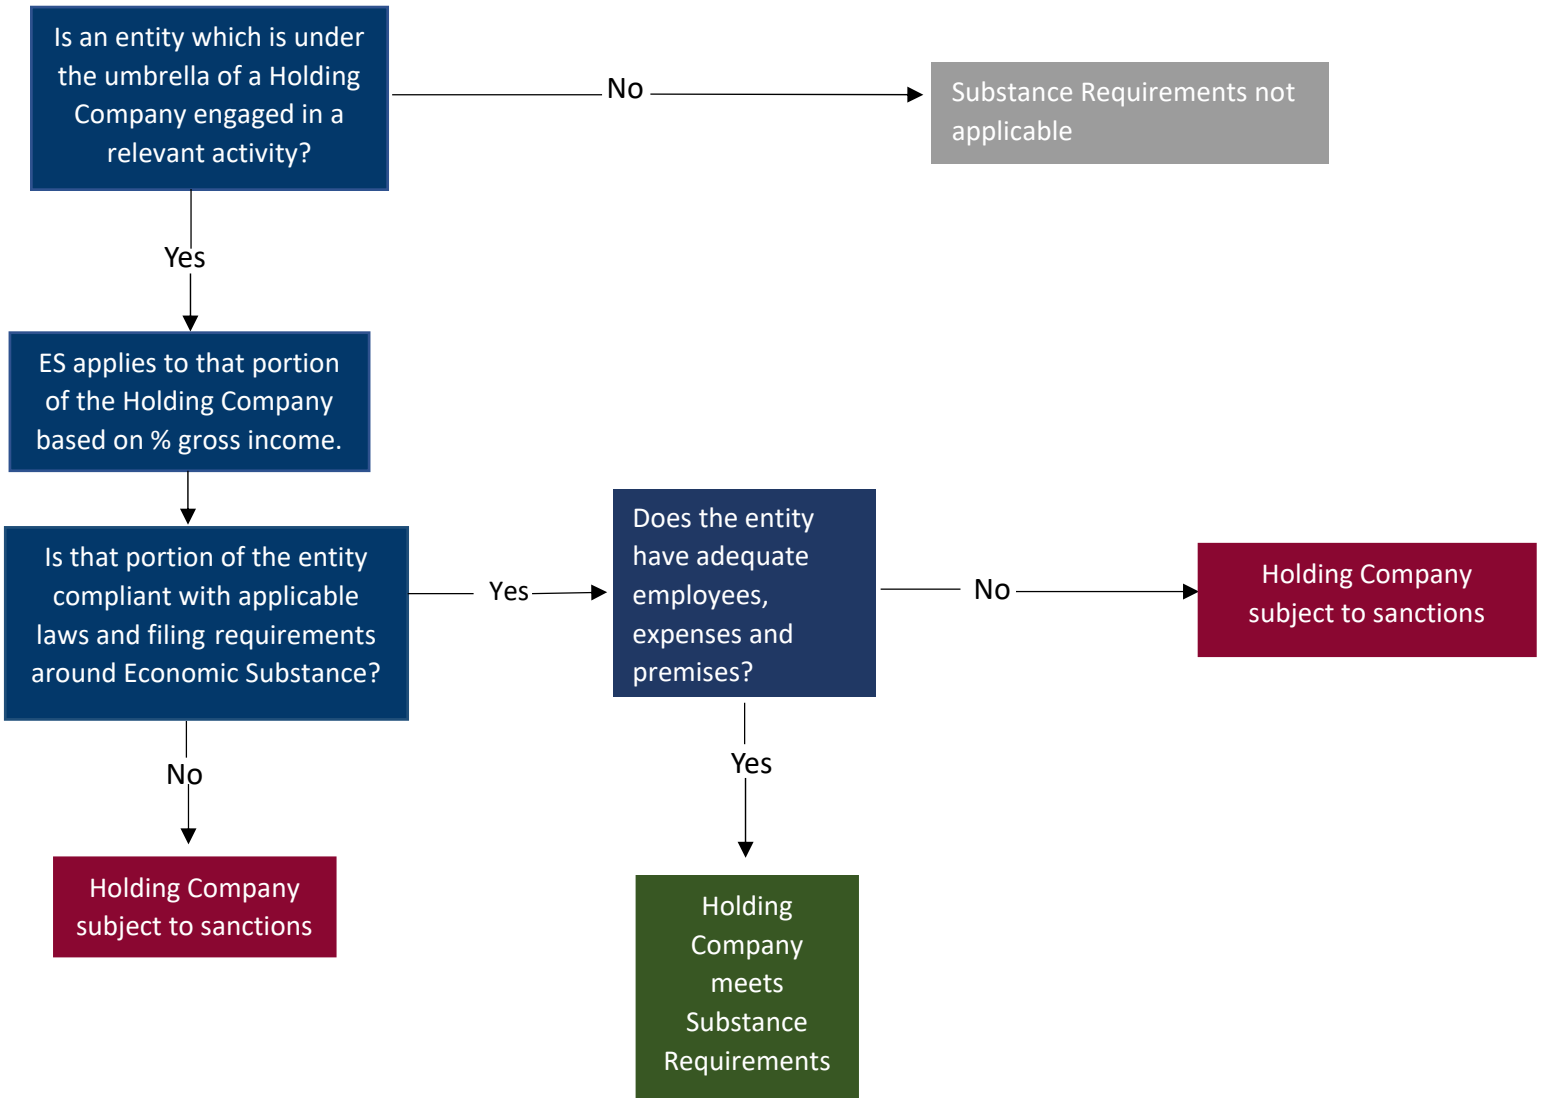 Is an entity which is under
the umbrella of a Holding
Company engaged in a
relevant activity?
No
Substance Requirements not
applicable
Yes
ES applies to that portion
of the Holding Company
based on % gross income.
Is that portion of the entity
compliant with applicable
laws and filing requirements
around Economic Substance?
Yes
Does the entity
have adequate
employees,
expenses and
premises?
No
Holding Company
subject to sanctions
No
Holding Company
subject to sanctions
Yes
Holding
Company
meets
Substance
Requirements